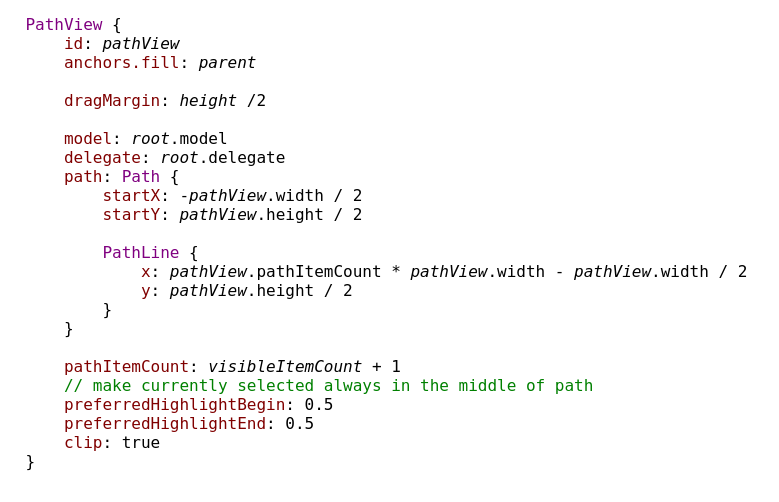 PathView {
    id: pathView
    anchors.fill: parent

    dragMargin: height /2

    model: root.model
    delegate: root.delegate
    path: Path {
        startX: -pathView.width / 2
        startY: pathView.height / 2

        PathLine {
            x: pathView.pathItemCount * pathView.width - pathView.width / 2
            y: pathView.height / 2
        }
    }

    pathItemCount: visibleItemCount + 1
    // make currently selected always in the middle of path
    preferredHighlightBegin: 0.5
    preferredHighlightEnd: 0.5
    clip: true
}